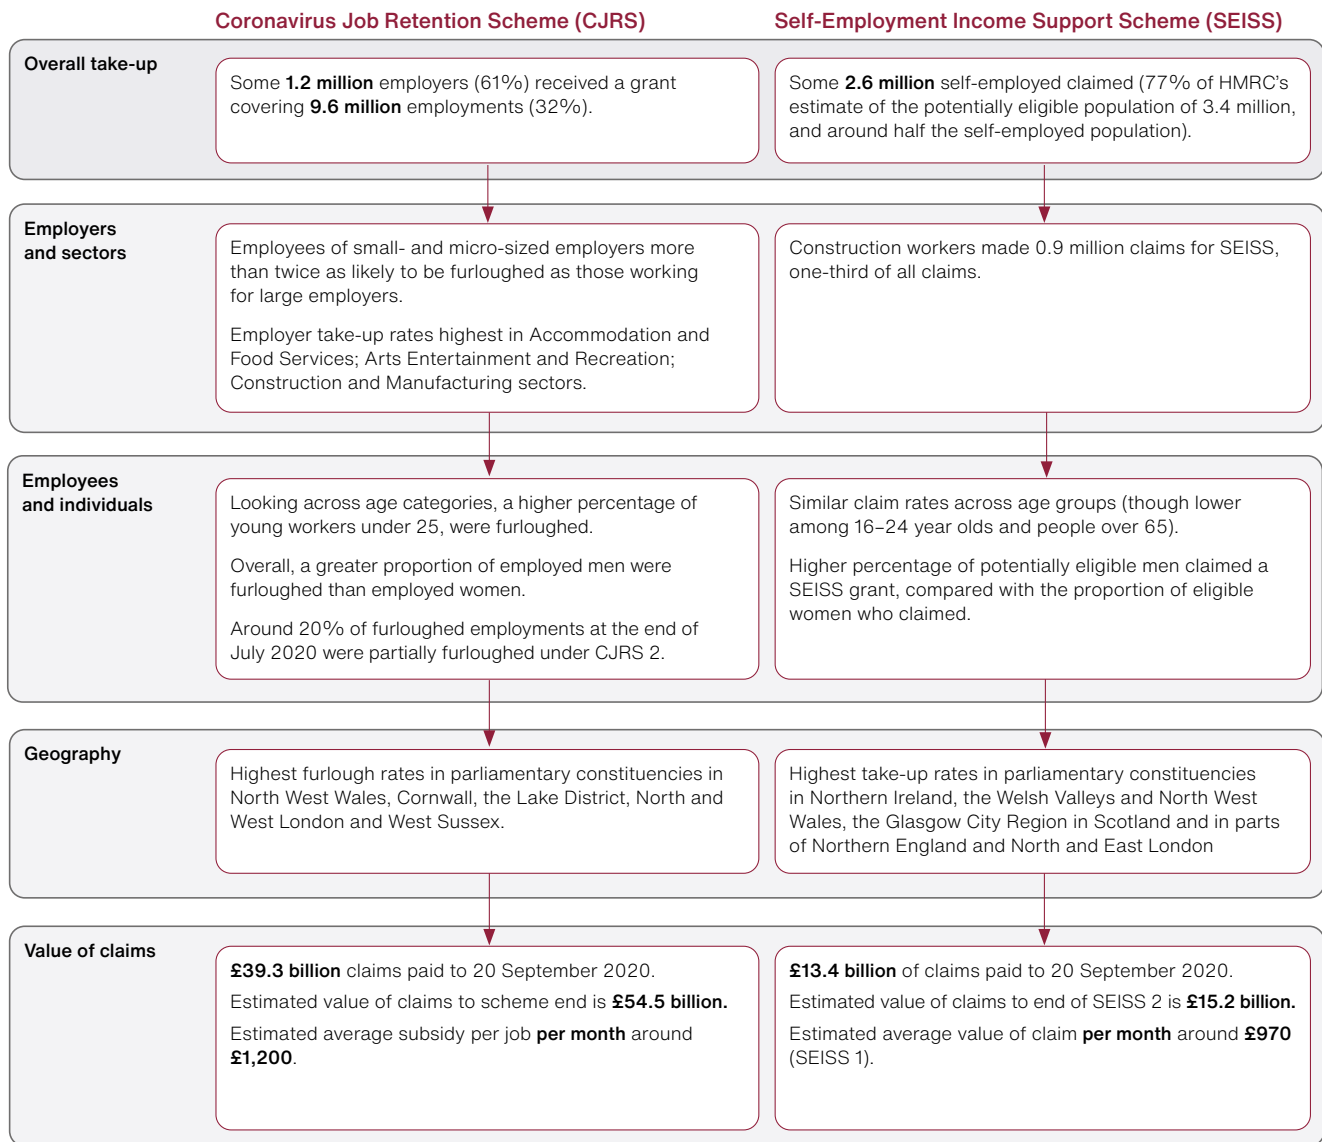 Coronavirus Job Retention Scheme (CJRS)
Self-Employment Income Support Scheme (SEISS)
Overall take-up
Some 1.2 million employers (61%) received a grant
covering 9.6 million employments (32%).
Some 2.6 million self-employed claimed (77% of HMRC's
estimate of the potentially eligible population of 3.4 million,
and around half the self-employed population).
Employers
and sectors
Employees of small- and micro-sized employers more
than twice as likely to be furloughed as those working
for large employers.
Employer take-up rates highest in Accommodation and
Food Services; Arts Entertainment and Recreation;
Construction and Manufacturing sectors.
Construction workers made 0.9 million claims for SEISS,
one-third of all claims.
Employees
and individuals
Looking across age categories, a higher percentage of
young workers under 25, were furloughed.
Overall, a greater proportion of employed men were
furloughed than employed women.
Around 20% of furloughed employments at the end of
July 2020 were partially furloughed under CJRS 2.
Similar claim rates across age groups (though lower
among 16–24 year olds and people over 65).
Higher percentage of potentially eligible men claimed a
SEISS grant, compared with the proportion of eligible
women who claimed.
Geography
Highest furlough rates in parliamentary constituencies in
North West Wales, Cornwall, the Lake District, North and
West London and West Sussex.
Highest take-up rates in parliamentary constituencies
in Northern Ireland, the Welsh Valleys and North West
Wales, the Glasgow City Region in Scotland and in parts
of Northern England and North and East London
Value of claims
£39.3 billion claims paid to 20 September 2020.
Estimated value of claims to scheme end is £54.5 billion.
Estimated average subsidy per job per month around
£1,200.
£13.4 billion of claims paid to 20 September 2020.
Estimated value of claims to end of SEISS 2 is £15.2 billion.
Estimated average value of claim per month around £970
(SEISS 1).